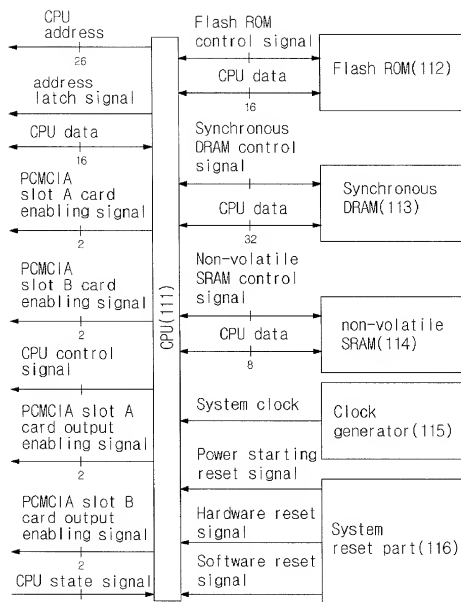 CPU
address
26
address
latch signal
CPU data
16
PCMCIA
slot A card
enabling signal
2
PCMCIA
slot B card
enabling signal
2
CPU control
signal
PCMCIA slot A
card output
enabling signal
2
PCMCIA slot B
card output
enabling signal
2
CPU state signal
CPU(111)
Flash ROM
control signal
CPU data
16
Synchronous
DRAM control
signal
CPU data
32
Non-volatile
SRAM control
signal
CPU data
8
System clock
Power starting
reset signal
Hardware reset
signal
Software reset
signal
Flash ROM(112)
Synchronous
DRAM(113)
non-volatile
SRAM(114)
Clock
generator(115)
System
reset part(116)